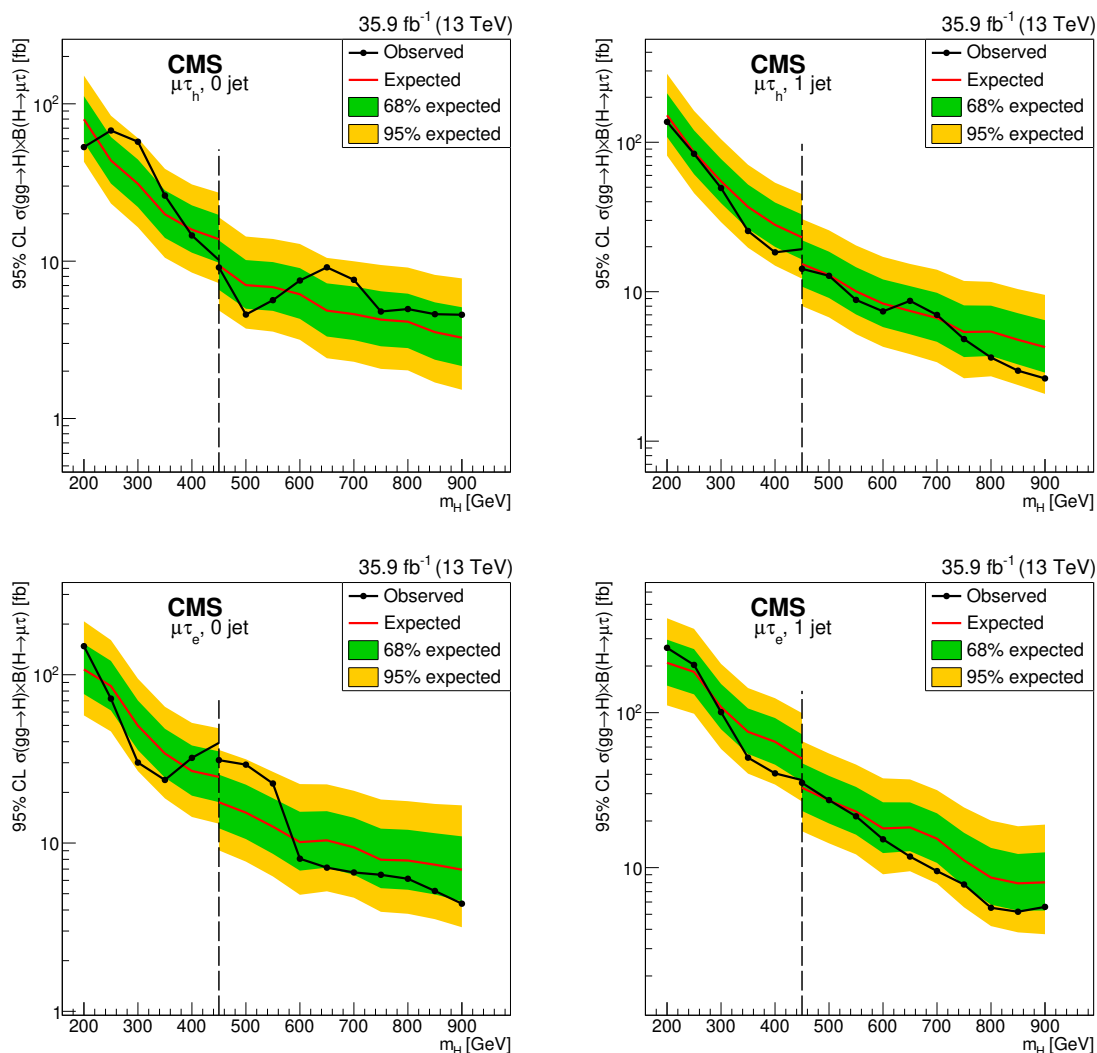 35.9 fb⁻¹ (13 TeV)
95% CL σ(gg→H)×B(H→μτ) [fb]
CMS
μτₕ, 0 jet
Observed
Expected
68% expected
95% expected
10²
10
1
200 300 400 500 600 700 800 900
m_H [GeV]
35.9 fb⁻¹ (13 TeV)
95% CL σ(gg→H)×B(H→μτ) [fb]
CMS
μτₕ, 1 jet
Observed
Expected
68% expected
95% expected
10²
10
1
200 300 400 500 600 700 800 900
m_H [GeV]
35.9 fb⁻¹ (13 TeV)
95% CL σ(gg→H)×B(H→μτ) [fb]
CMS
μτₑ, 0 jet
Observed
Expected
68% expected
95% expected
10²
10
1
200 300 400 500 600 700 800 900
m_H [GeV]
35.9 fb⁻¹ (13 TeV)
95% CL σ(gg→H)×B(H→μτ) [fb]
CMS
μτₑ, 1 jet
Observed
Expected
68% expected
95% expected
10²
10
200 300 400 500 600 700 800 900
m_H [GeV]